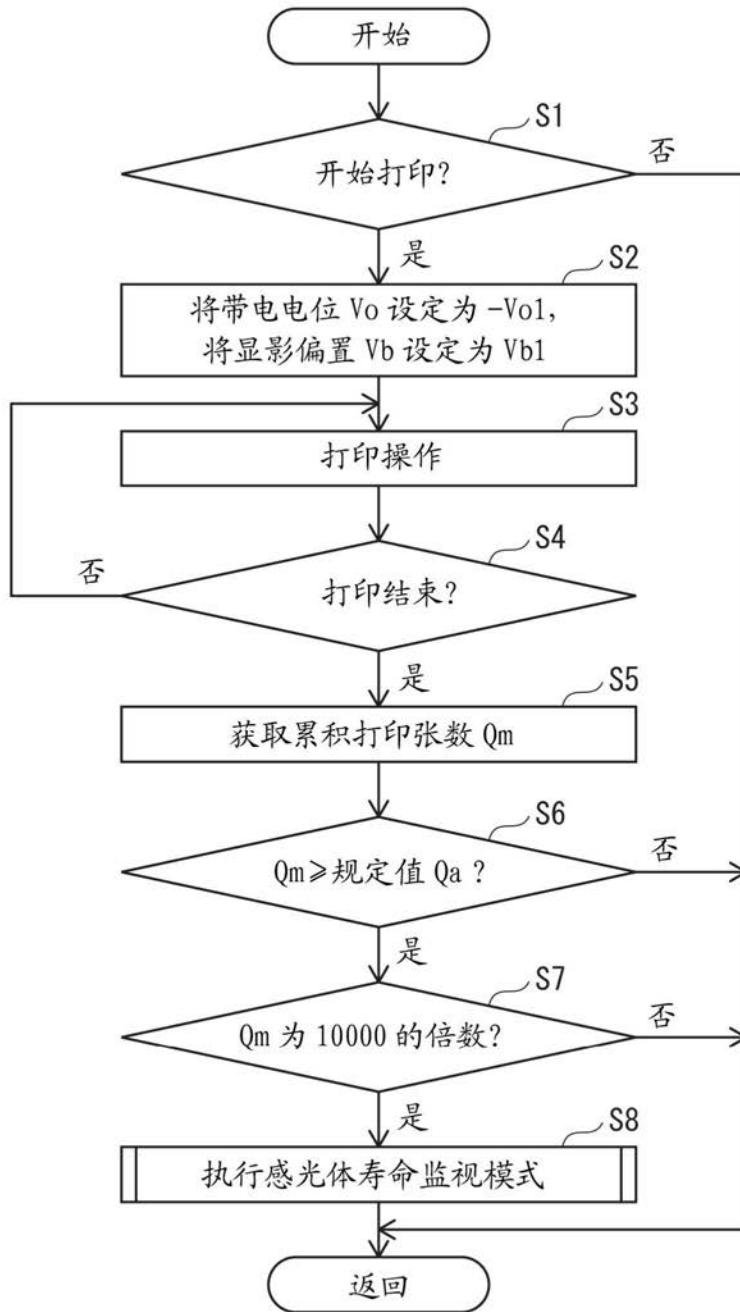 开始
S1
开始打印?
否
是
S2
将带电电位 Vo 设定为 -Vo1,
将显影偏置 Vb 设定为 Vb1
S3
打印操作
S4
否
打印结束?
是
S5
获取累积打印张数 Qm
S6
Qm≥规定值 Qa ?
否
是
S7
Qm 为 10000 的倍数?
否
是
S8
执行感光体寿命监视模式
返回